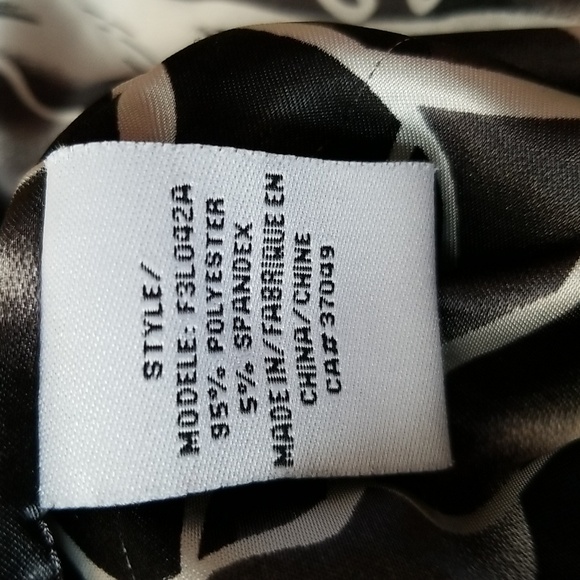 STYLE/
MODELE: F3L042A
95% POLYESTER
5% SPANDEX
MADE IN/FABRIQUE EN
CHINA/CHINE
CA# 37049